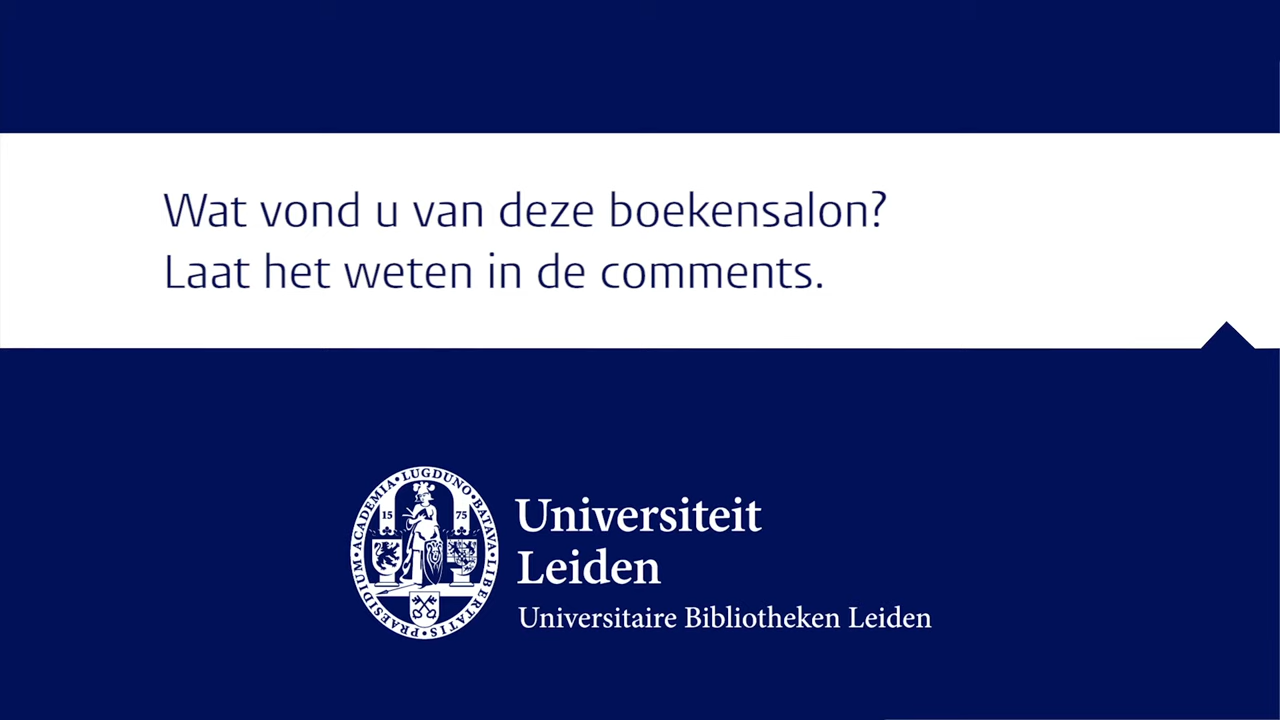 Wat vond u van deze boekensalon?
Laat het weten in de comments.
ACADEMIA · LUGDUNO · BATAVA · LIBERTATIS · PRAESIDIUM ·
15 75
Universiteit
Leiden
Universitaire Bibliotheken Leiden